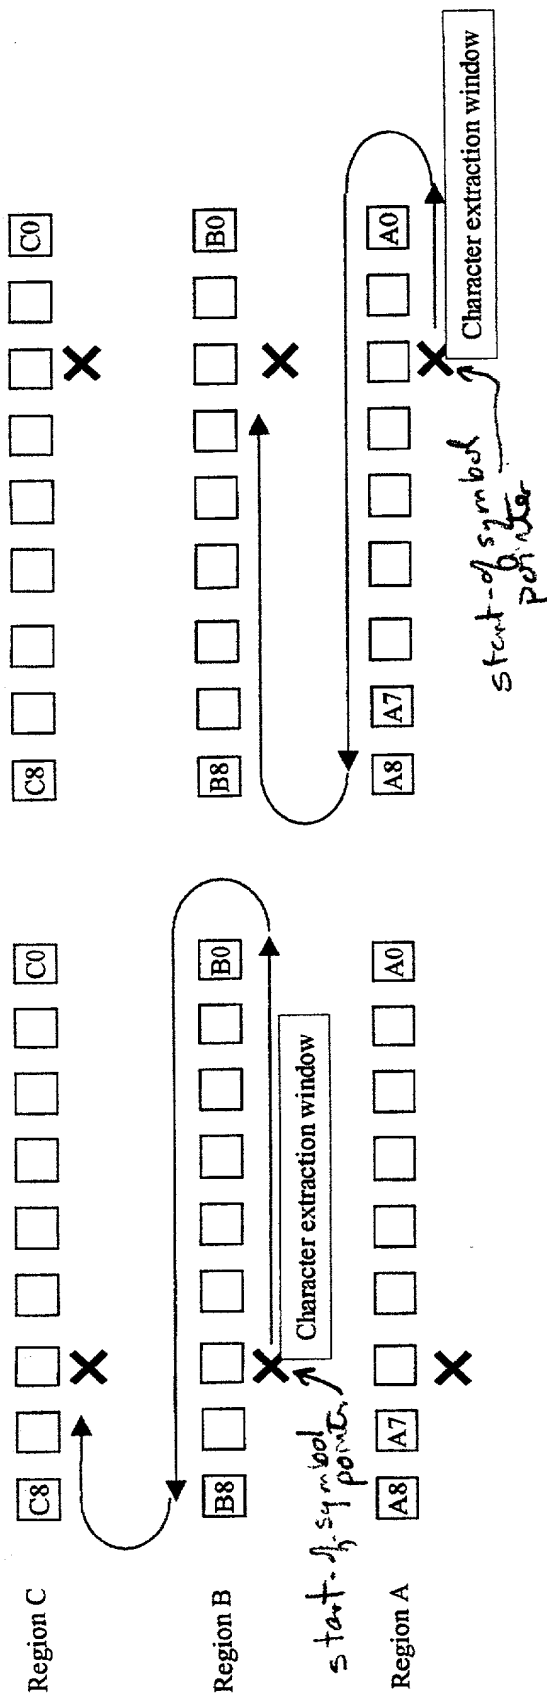 Region C
C8
C0
Region B
B8
B0
start-of-symbol
pointer
Character extraction window
Region A
A8
A7
A0
C8
C0
B8
B0
A8
A7
A0
start-of symbol
pointer
Character extraction window